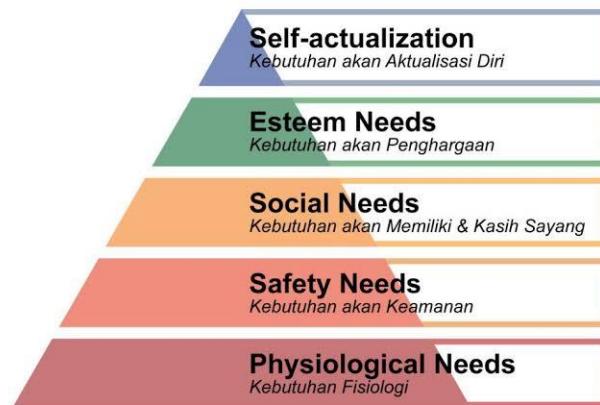 Self-actualization
Kebutuhan akan Aktualisasi Diri
Esteem Needs
Kebutuhan akan Penghargaan
Social Needs
Kebutuhan akan Memiliki & Kasih Sayang
Safety Needs
Kebutuhan akan Keamanan
Physiological Needs
Kebutuhan Fisiologi